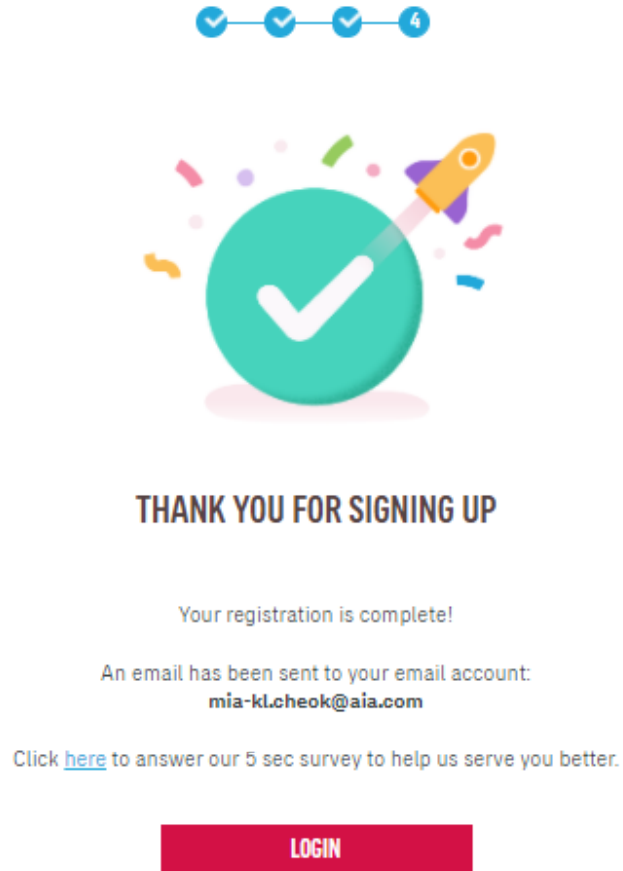 4
THANK YOU FOR SIGNING UP
Your registration is complete!
An email has been sent to your email account:
mia-kl.cheok@aia.com
Click here to answer our 5 sec survey to help us serve you better.
LOGIN